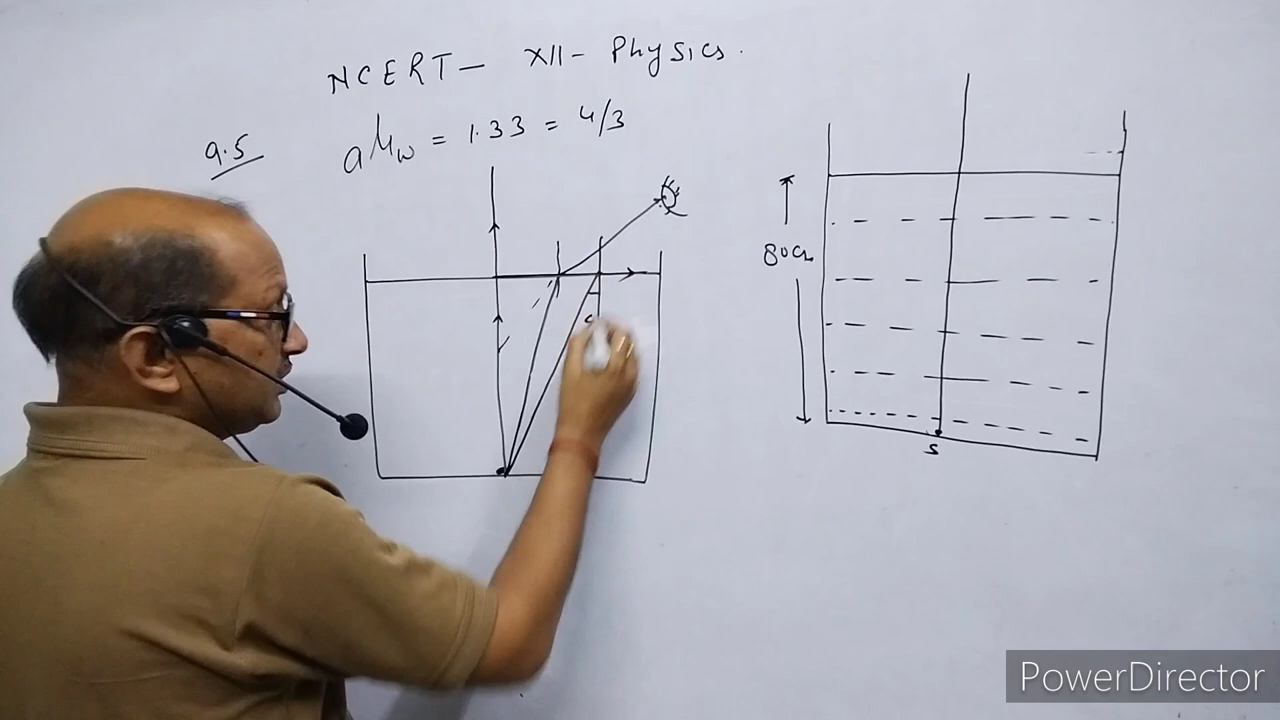 NCERT - XII - Physics.
9.5
aμw = 1.33 = 4/3
80cm
c
S
PowerDirector